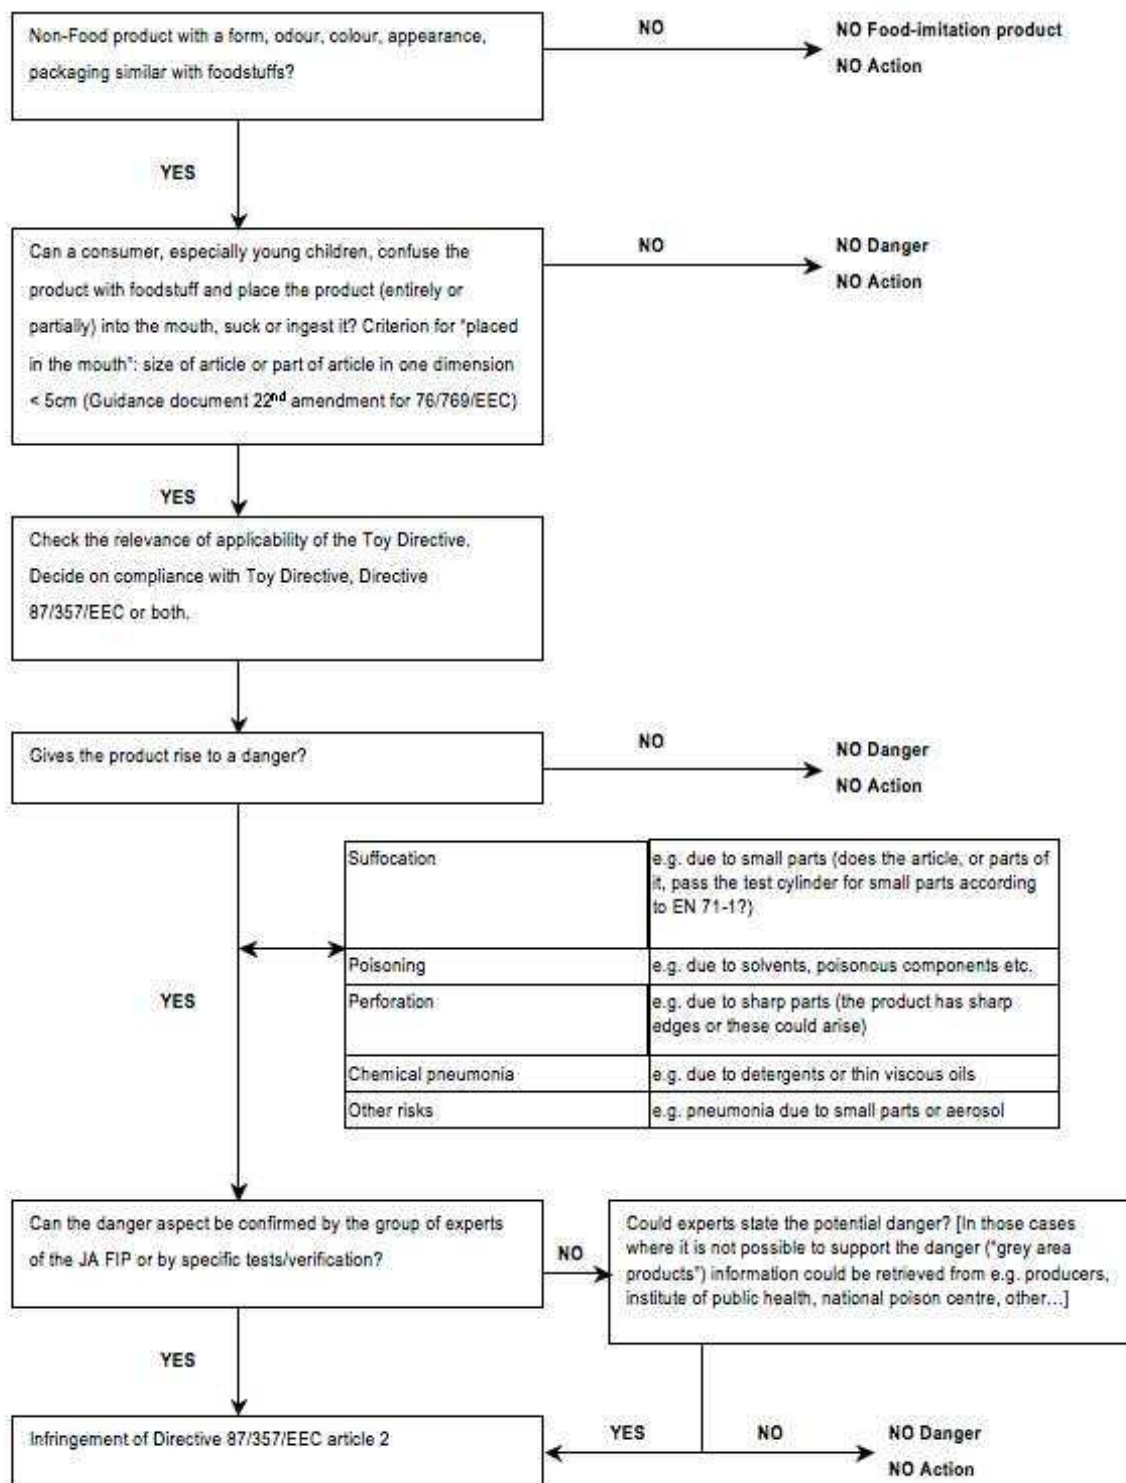 Non-Food product with a form, odour, colour, appearance,
packaging similar with foodstuffs?
NO
NO Food-imitation product
NO Action
YES
Can a consumer, especially young children, confuse the
product with foodstuff and place the product (entirely or
partially) into the mouth, suck or ingest it? Criterion for "placed
in the mouth": size of article or part of article in one dimension
< 5cm (Guidance document 22nd amendment for 76/769/EEC)
NO
NO Danger
NO Action
YES
Check the relevance of applicability of the Toy Directive.
Decide on compliance with Toy Directive, Directive
87/357/EEC or both.
Gives the product rise to a danger?
NO
NO Danger
NO Action
YES
Suffocation
e.g. due to small parts (does the article, or parts of
it, pass the test cylinder for small parts according
to EN 71-1?)
Poisoning
e.g. due to solvents, poisonous components etc.
Perforation
e.g. due to sharp parts (the product has sharp
edges or these could arise)
Chemical pneumonia
e.g. due to detergents or thin viscous oils
Other risks
e.g. pneumonia due to small parts or aerosol
Can the danger aspect be confirmed by the group of experts
of the JA FIP or by specific tests/verification?
NO
Could experts state the potential danger? [In those cases
where it is not possible to support the danger ("grey area
products") information could be retrieved from e.g. producers,
institute of public health, national poison centre, other...]
YES
Infringement of Directive 87/357/EEC article 2
YES
NO
NO Danger
NO Action